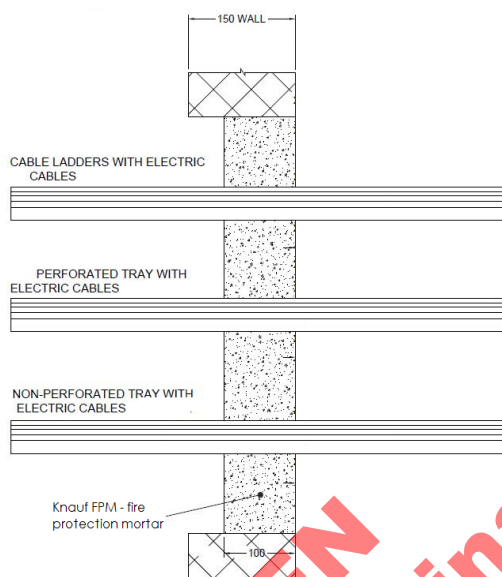 150 WALL
CABLE LADDERS WITH ELECTRIC
CABLES
PERFORATED TRAY WITH
ELECTRIC CABLES
NON-PERFORATED TRAY WITH
ELECTRIC CABLES
Knauf FPM - fire
protection mortar
100